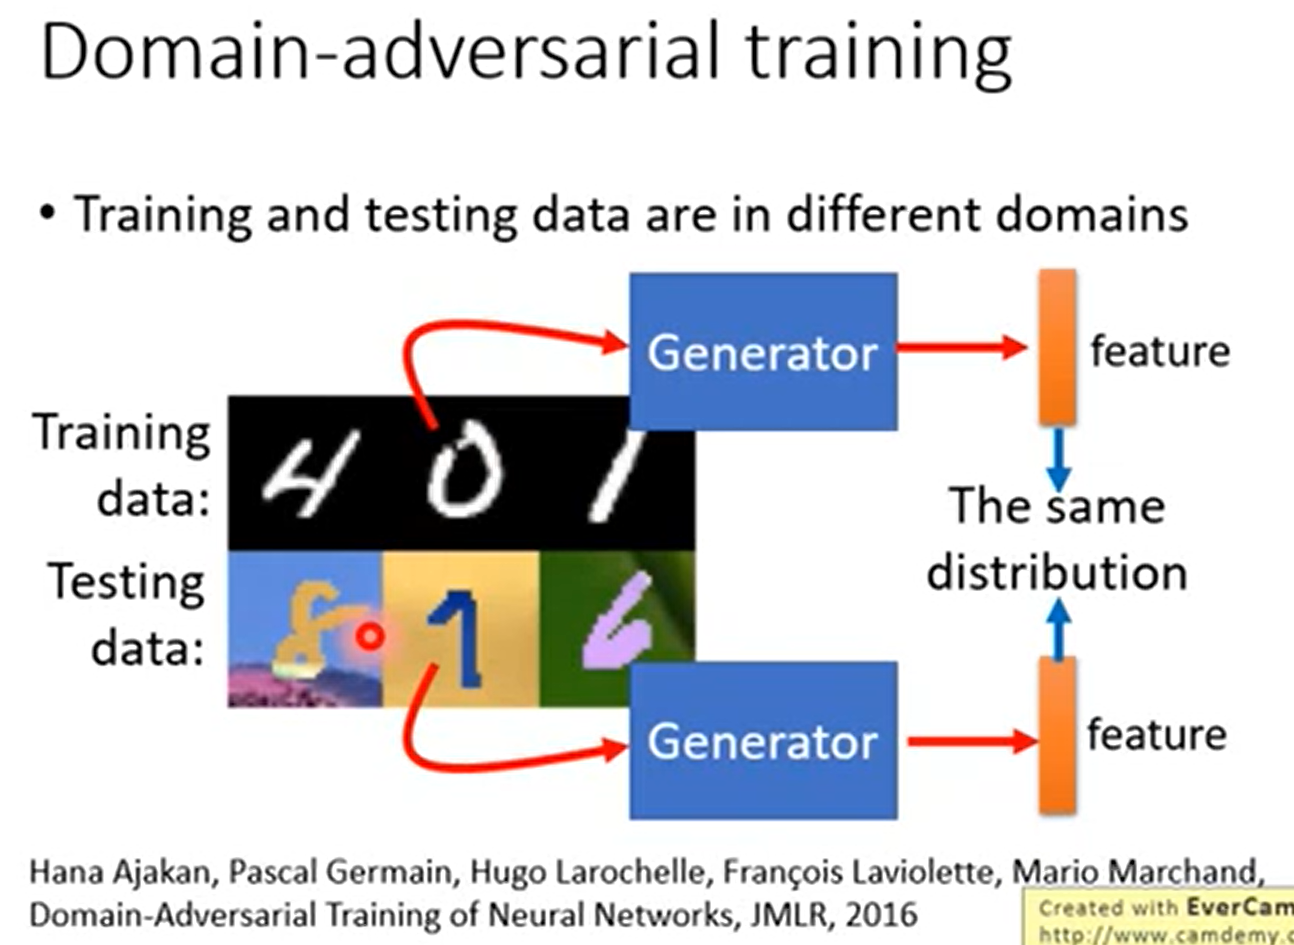 Domain-adversarial training
• Training and testing data are in different domains
Generator
feature
Training
data:
4 0 1
The same
distribution
Testing
data:
8 1 6
Generator
feature
Hana Ajakan, Pascal Germain, Hugo Larochelle, François Laviolette, Mario Marchand,
Domain-Adversarial Training of Neural Networks, JMLR, 2016
Created with EverCam
http://www.camdemy.c